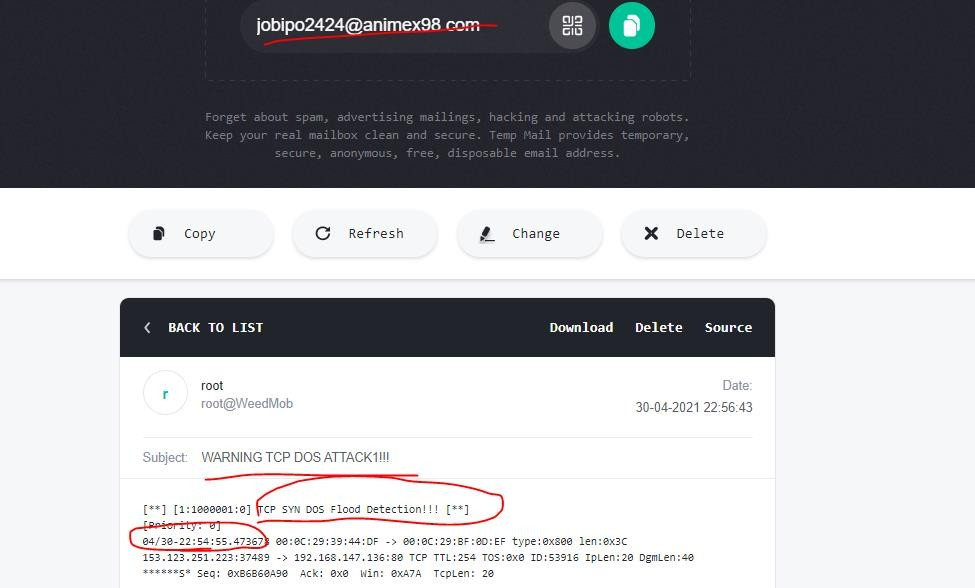 jobipo2424@animex98.com
Forget about spam, advertising mailings, hacking and attacking robots.
Keep your real mailbox clean and secure. Temp Mail provides temporary,
secure, anonymous, free, disposable email address.
Copy
Refresh
Change
Delete
BACK TO LIST
Download
Delete
Source
r
root
root@WeedMob
Date:
30-04-2021 22:56:43
Subject: WARNING TCP DOS ATTACK1!!!
[**] [1:1000001:0] TCP SYN DOS Flood Detection!!! [**]
[Priority: 0]
04/30-22:54:55.473673 00:0C:29:39:44:DF -> 00:0C:29:BF:0D:EF type:0x800 len:0x3C
153.123.251.223:37489 -> 192.168.147.136:80 TCP TTL:254 TOS:0x0 ID:53916 IpLen:20 DgmLen:40
******S* Seq: 0xB6B60A90 Ack: 0x0 Win: 0xA7A TcpLen: 20